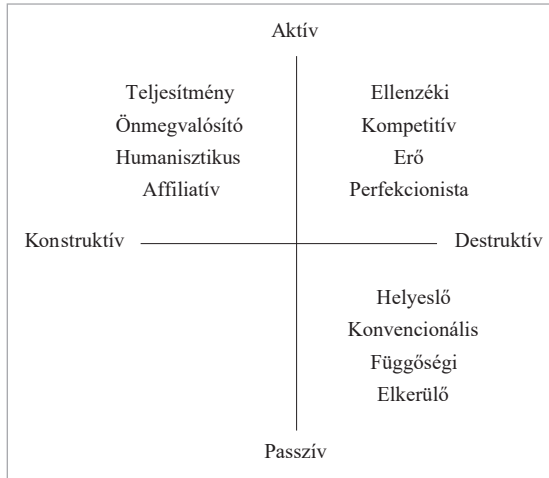 Aktív
Teljesítmény
Önmegvalósító
Humanisztikus
Affiliatív
Ellenzéki
Kompetitív
Erő
Perfekcionista
Konstruktív
Destruktív
Helyeslő
Konvencionális
Függőségi
Elkerülő
Passzív